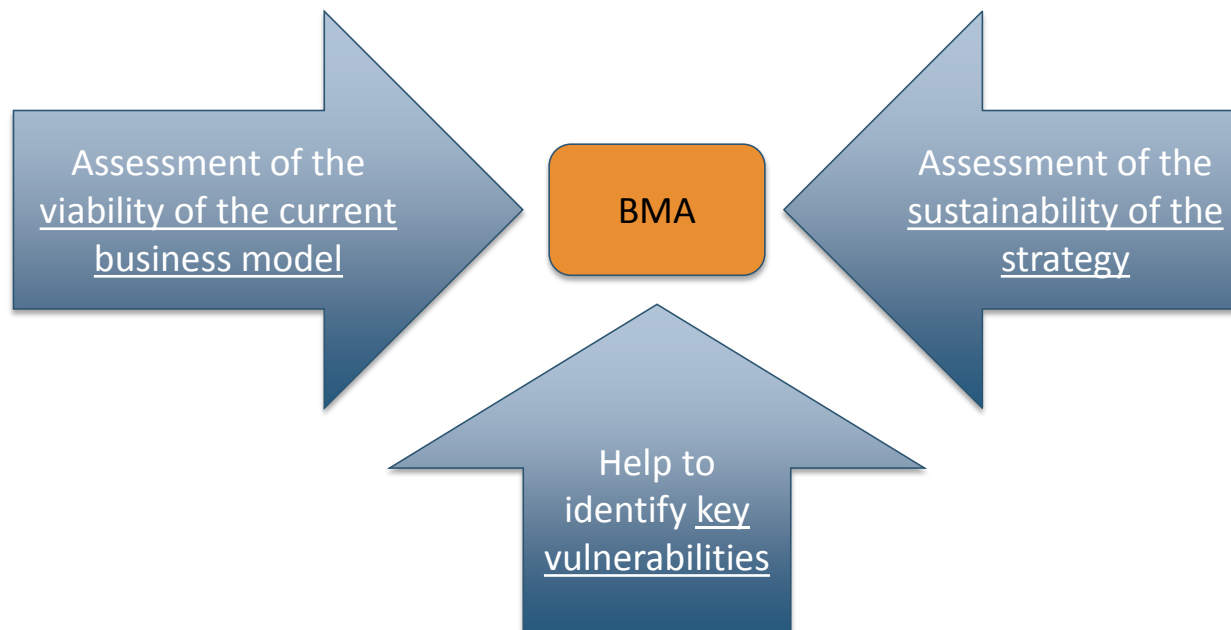 Assessment of the
viability of the current
business model
BMA
Assessment of the
sustainability of the
strategy
Help to
identify key
vulnerabilities